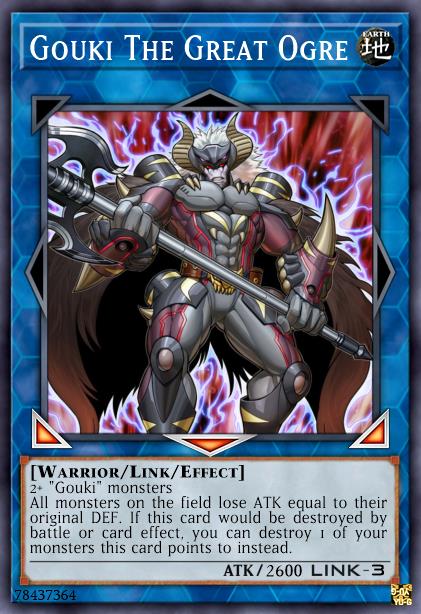 Gouki The Great Ogre
EARTH
地
[Warrior/Link/Effect]
2+ "Gouki" monsters
All monsters on the field lose ATK equal to their
original DEF. If this card would be destroyed by
battle or card effect, you can destroy 1 of your
monsters this card points to instead.
ATK/2600 LINK-3
78437364